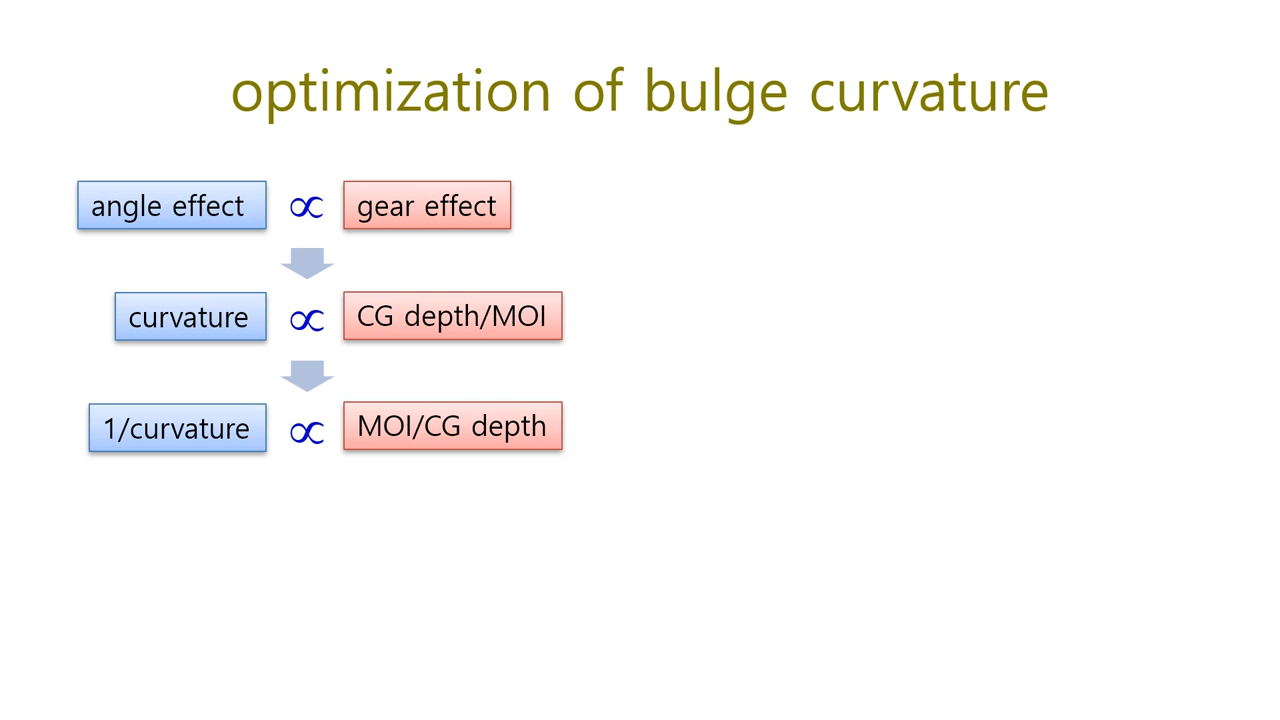 optimization of bulge curvature
angle effect ∝ gear effect
curvature ∝ CG depth/MOI
1/curvature ∝ MOI/CG depth